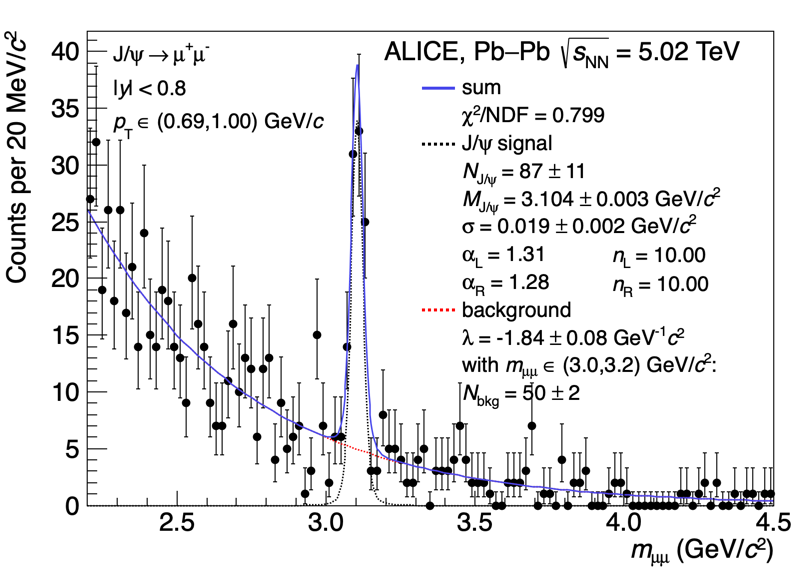 Counts per 20 MeV/c²
40
35
30
25
20
15
10
5
0
J/ψ → μ⁺μ⁻
|y| < 0.8
p_T ∈ (0.69,1.00) GeV/c
ALICE, Pb−Pb √s_NN = 5.02 TeV
sum
χ²/NDF = 0.799
J/ψ signal
N_J/ψ = 87 ± 11
M_J/ψ = 3.104 ± 0.003 GeV/c²
σ = 0.019 ± 0.002 GeV/c²
α_L = 1.31 n_L = 10.00
α_R = 1.28 n_R = 10.00
background
λ = -1.84 ± 0.08 GeV⁻¹c²
with m_μμ ∈ (3.0,3.2) GeV/c²:
N_bkg = 50 ± 2
2.5 3.0 3.5 4.0 4.5
m_μμ (GeV/c²)